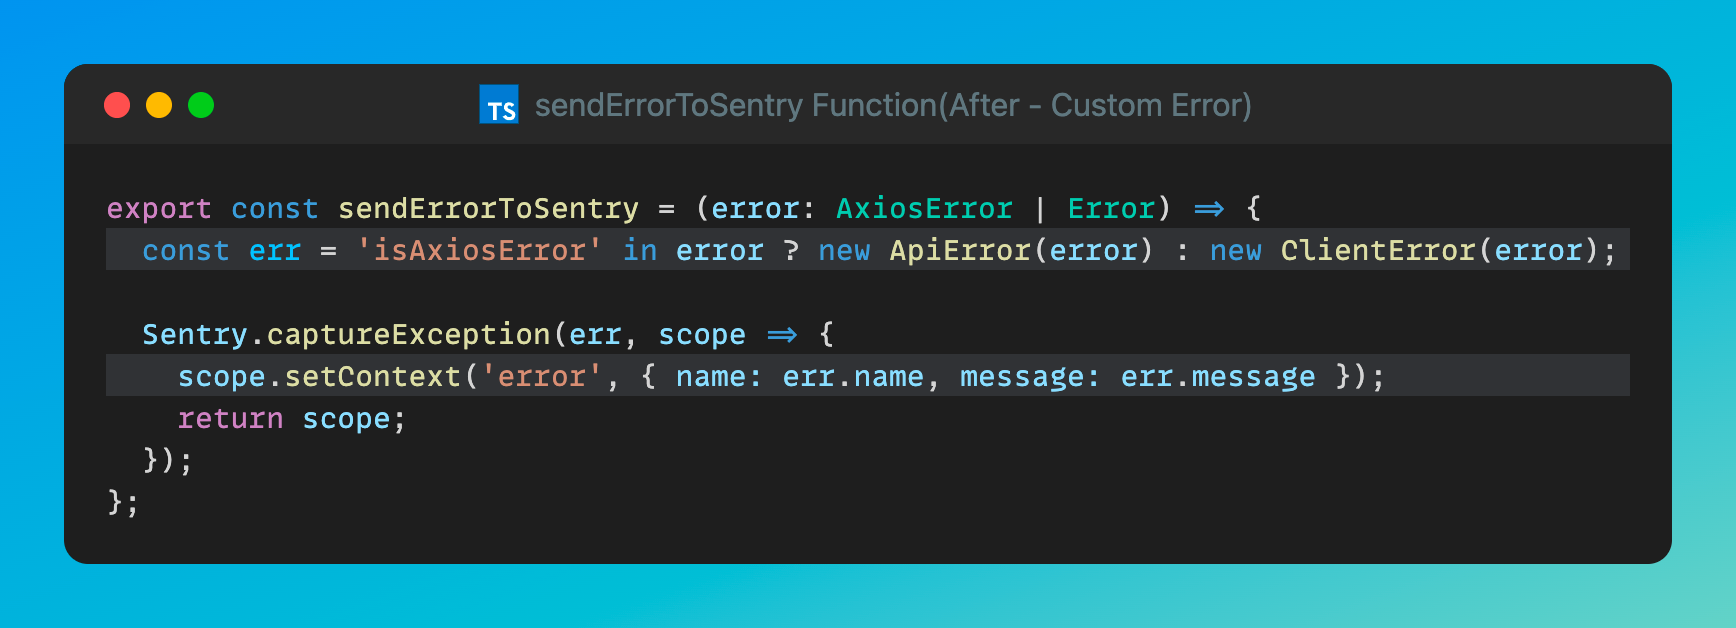 TS sendErrorToSentry Function(After - Custom Error)
export const sendErrorToSentry = (error: AxiosError | Error) => {
  const err = 'isAxiosError' in error ? new ApiError(error) : new ClientError(error);

  Sentry.captureException(err, scope => {
    scope.setContext('error', { name: err.name, message: err.message });
    return scope;
  });
};